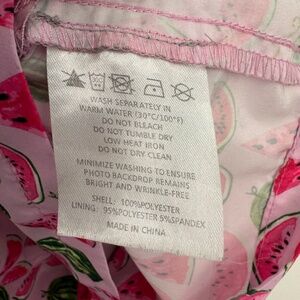 WASH SEPARATELY IN
WARM WATER (30°C/100°F)
DO NOT BLEACH
DO NOT TUMBLE DRY
LOW HEAT IRON
DO NOT DRY CLEAN
MINIMIZE WASHING TO ENSURE
PHOTO BACKDROP REMAINS
BRIGHT AND WRINKLE-FREE
SHELL: 100%POLYESTER
LINING: 95%POLYESTER 5%SPANDEX
MADE IN CHINA